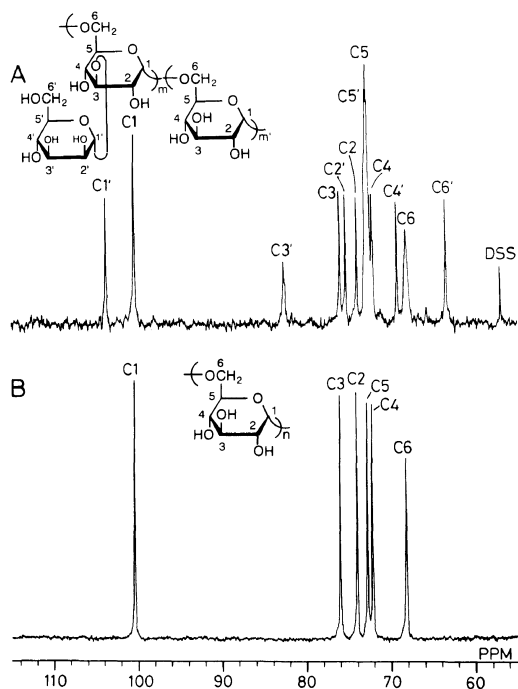 A
6
OCH₂
5
O
4
O
1
3
2
OH
m
6
OCH₂
5
O
4
OH
1
HO
3
2
OH
m'
6'
HOCH₂
5'
O
4'
OH
HO
1'
HO
3'
2'
C1'
C1
C3'
C3
C2'
C2
C5'
C5
C4
C4'
C6
C6'
DSS
B
6
OCH₂
5
O
4
OH
1
HO
3
2
OH
n
C1
C3
C2
C5
C4
C6
PPM
110 100 90 80 70 60